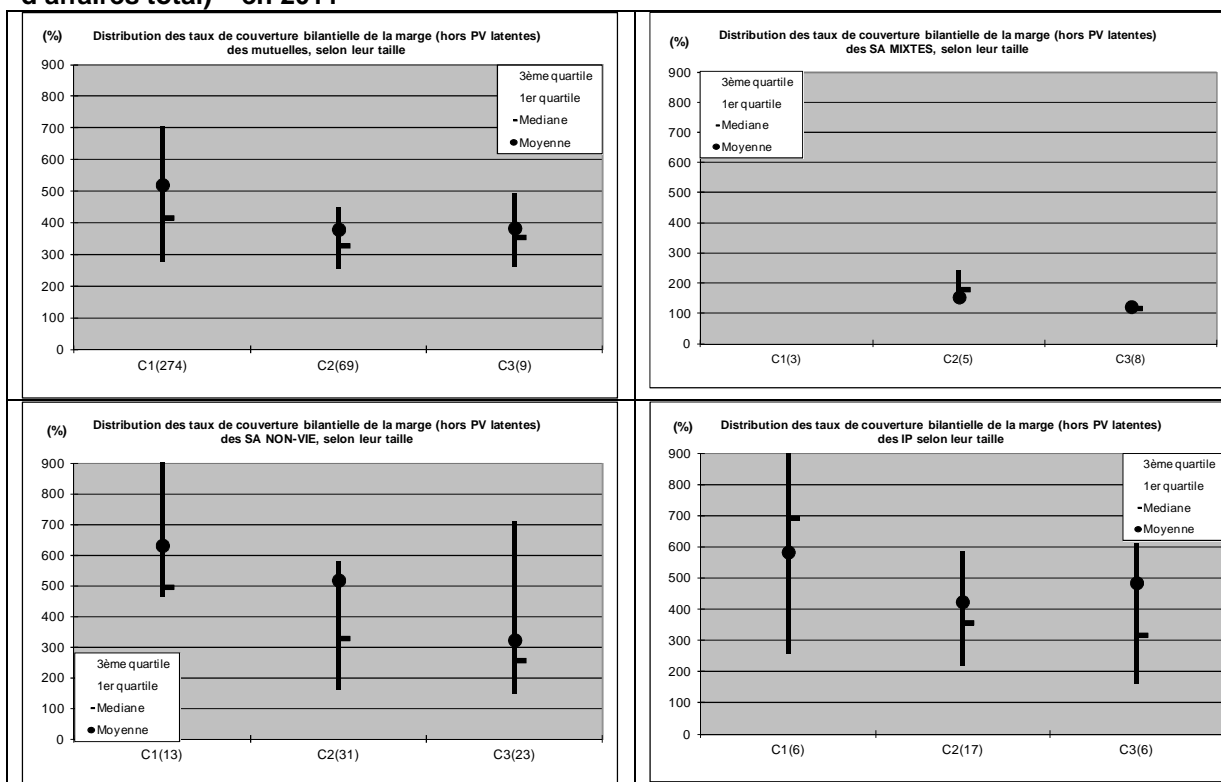 (%)
Distribution des taux de couverture bilantielle de la marge (hors PV latentes)
des mutuelles, selon leur taille
900
800
700
600
500
400
300
200
100
0
C1(274)
C2(69)
C3(9)
3ème quartile
1er quartile
Mediane
Moyenne
(%)
Distribution des taux de couverture bilantielle de la marge (hors PV latentes)
des SA MIXTES, selon leur taille
900
800
700
600
500
400
300
200
100
0
C1(3)
C2(5)
C3(8)
3ème quartile
1er quartile
Mediane
Moyenne
(%)
Distribution des taux de couverture bilantielle de la marge (hors PV latentes)
des SA NON-VIE, selon leur taille
900
800
700
600
500
400
300
200
100
0
C1(13)
C2(31)
C3(23)
3ème quartile
1er quartile
Mediane
Moyenne
(%)
Distribution des taux de couverture bilantielle de la marge (hors PV latentes)
des IP selon leur taille
900
800
700
600
500
400
300
200
100
0
C1(6)
C2(17)
C3(6)
3ème quartile
1er quartile
Mediane
Moyenne